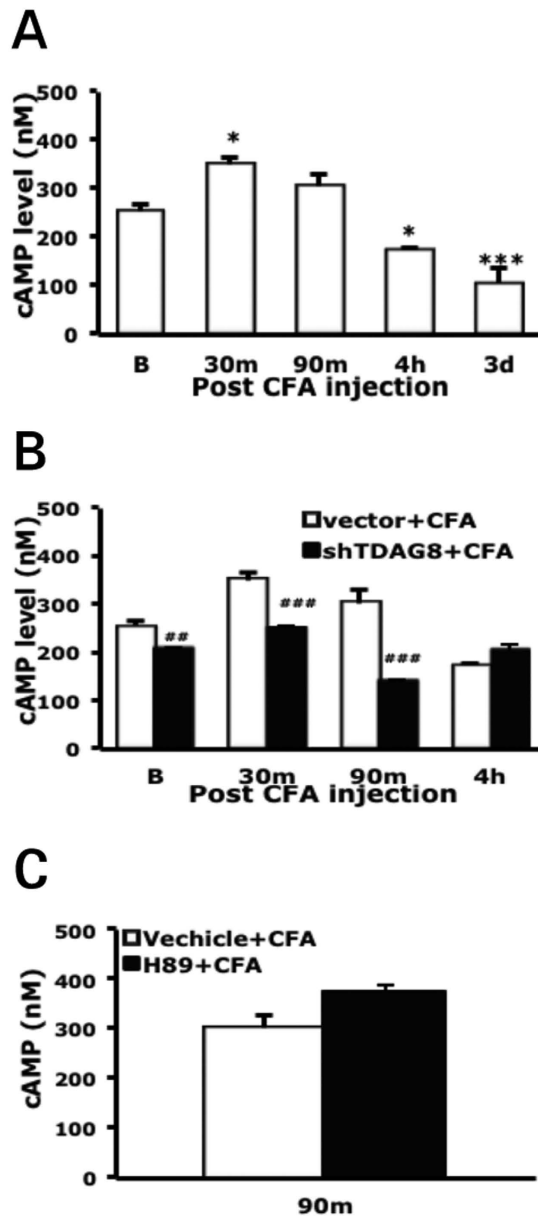 A
500
400
300
200
100
0
cAMP level (nM)
*
*
***
B 30m 90m 4h 3d
Post CFA injection
B
500
400
300
200
100
0
cAMP level (nM)
vector+CFA
shTDAG8+CFA
##
###
###
B 30m 90m 4h
Post CFA injection
C
500
400
300
200
100
0
cAMP (nM)
Vechicle+CFA
H89+CFA
90m